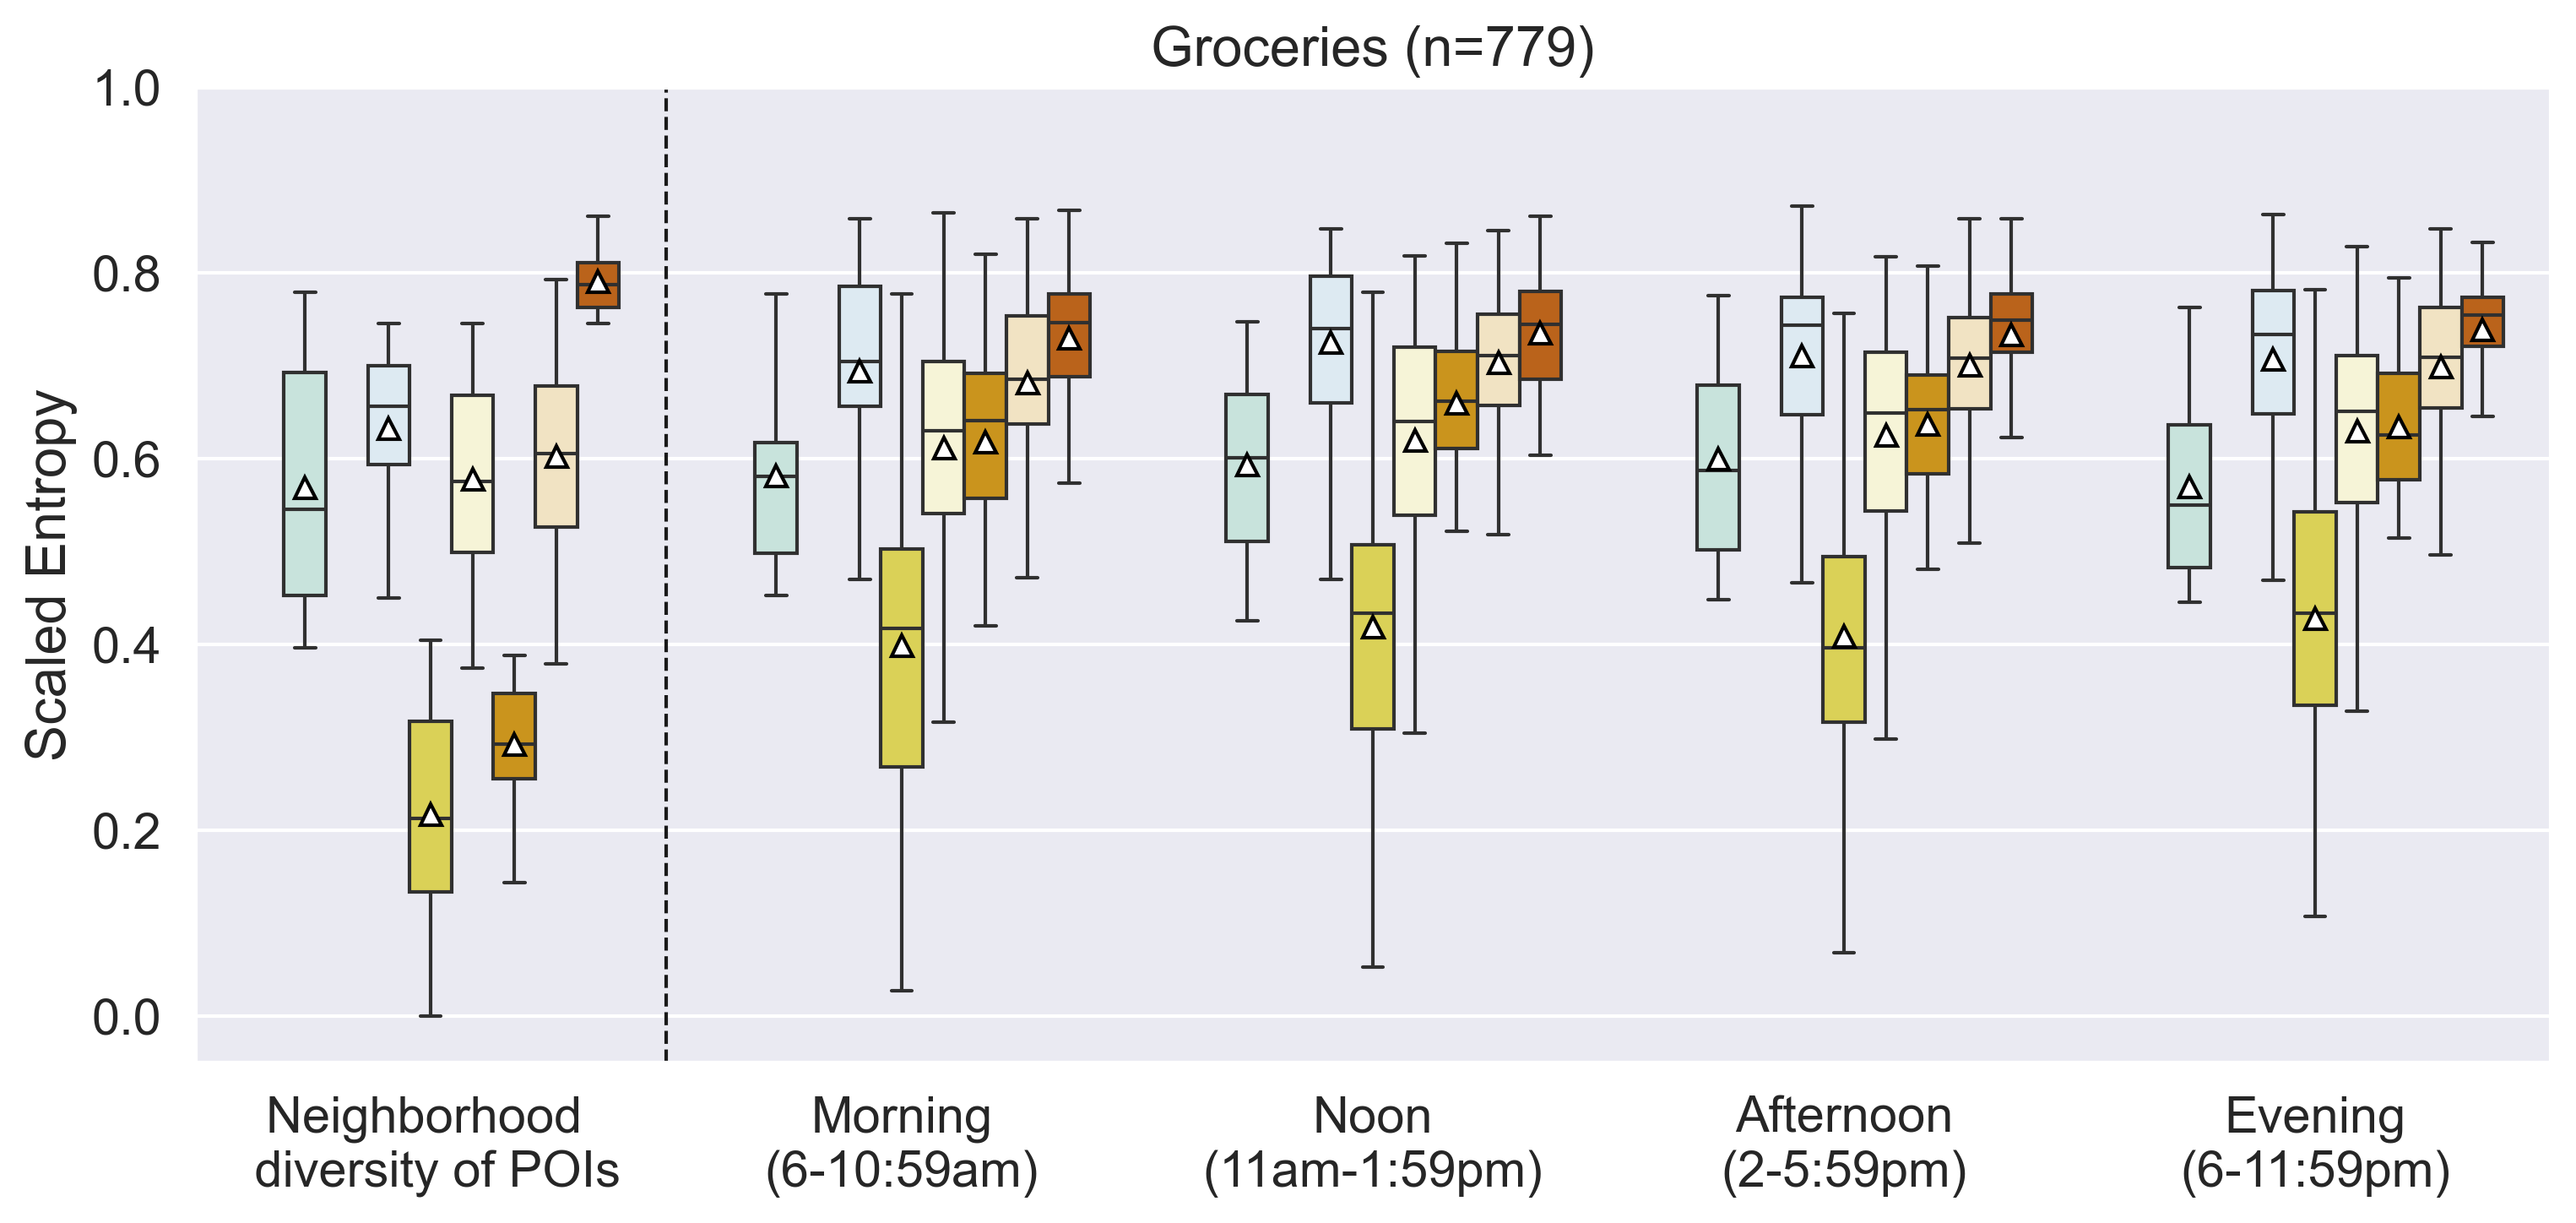 Groceries (n=779)
Scaled Entropy
1.0
0.8
0.6
0.4
0.2
0.0
Neighborhood
diversity of POIs
Morning
(6-10:59am)
Noon
(11am-1:59pm)
Afternoon
(2-5:59pm)
Evening
(6-11:59pm)